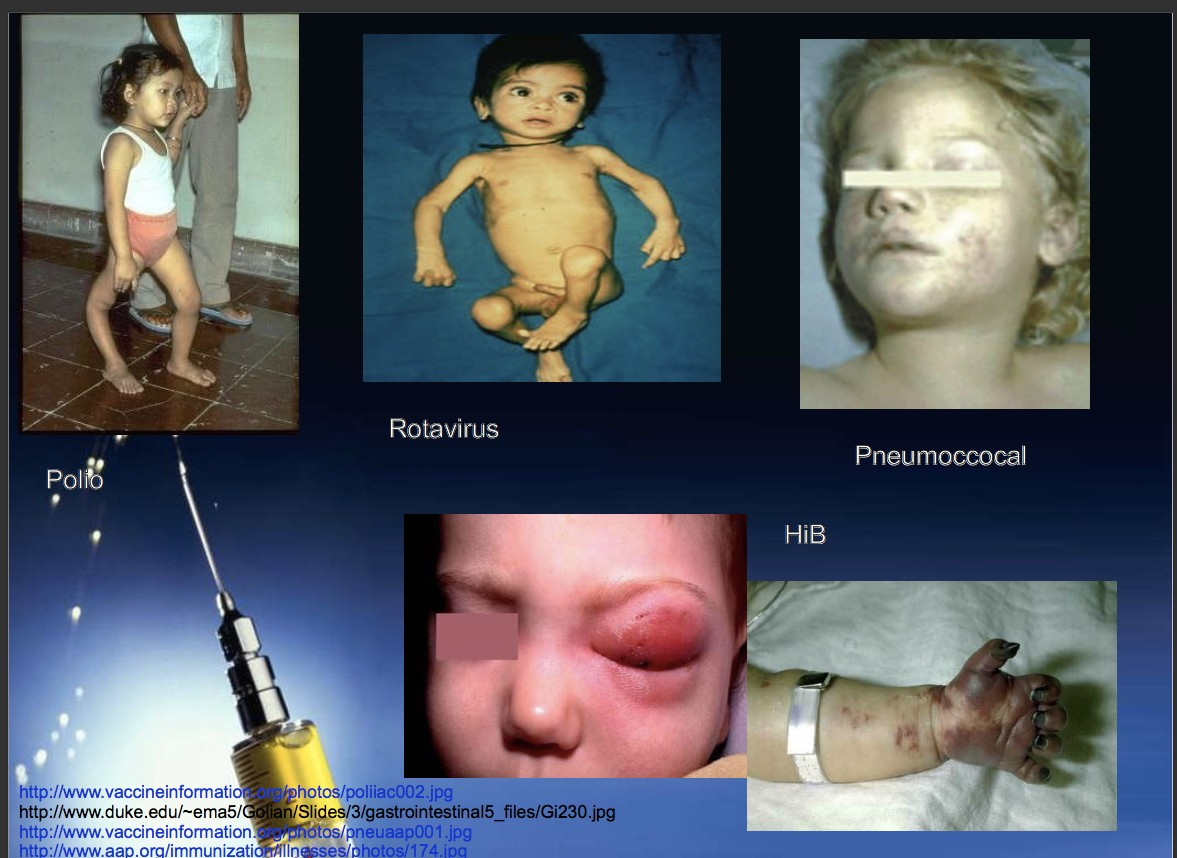 Rotavirus
Pneumoccocal
Polio
HiB
http://www.vaccineinformation.org/photos/poliiac002.jpg
http://www.duke.edu/~ema5/Goljan/Slides/3/gastrointestinal5_files/Gi230.jpg
http://www.vaccineinformation.org/photos/pneuaap001.jpg
http://www.aap.org/immunization/illnesses/photos/174.jpg